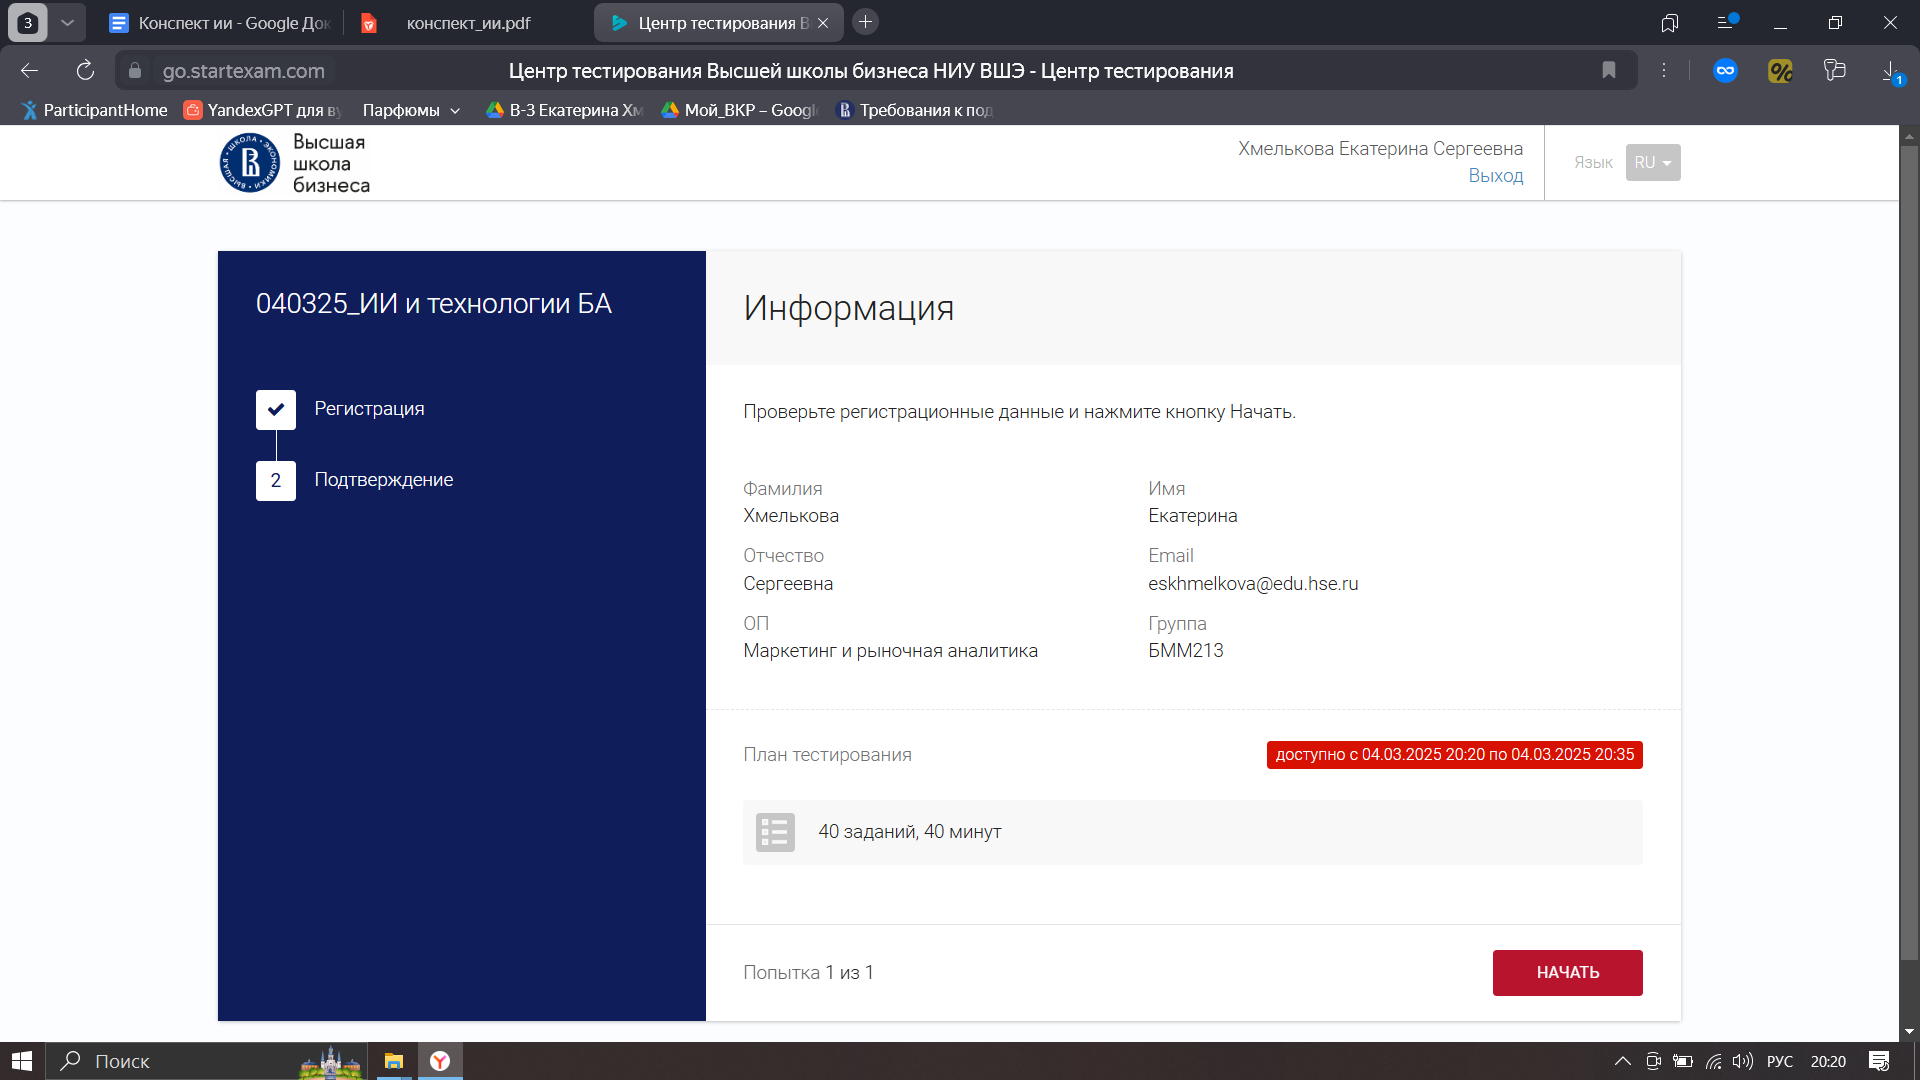 3
Конспект ии - Google Док
конспект_ии.pdf
Центр тестирования В
go.startexam.com
Центр тестирования Высшей школы бизнеса НИУ ВШЭ - Центр тестирования
1
ParticipantHome
YandexGPT для ву
Парфюмы
В-3 Екатерина Хм
Мой_ВКР – Google
Требования к под
Высшая
школа
бизнеса
Хмелькова Екатерина Сергеевна
Выход
Язык
RU
040325_ИИ и технологии БА
Регистрация
2
Подтверждение
Информация
Проверьте регистрационные данные и нажмите кнопку Начать.
Фамилия
Хмелькова
Имя
Екатерина
Отчество
Сергеевна
Email
eskhmelkova@edu.hse.ru
ОП
Маркетинг и рыночная аналитика
Группа
БММ213
План тестирования
доступно с 04.03.2025 20:20 по 04.03.2025 20:35
40 заданий, 40 минут
Попытка 1 из 1
НАЧАТЬ
Поиск
РУС
20:20